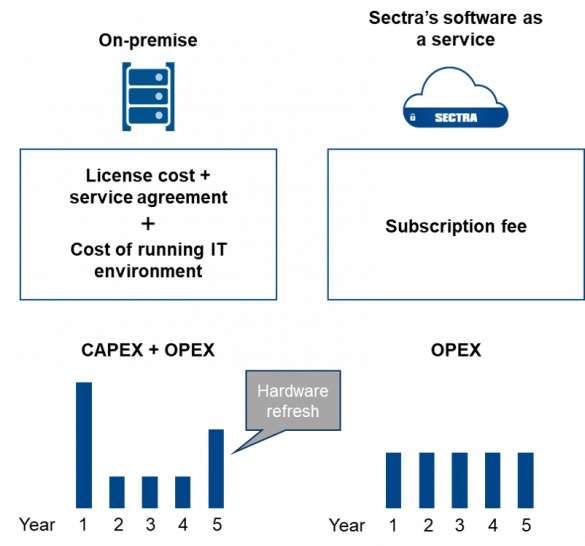 On-premise
Sectra's software as
a service
SECTRA
License cost +
service agreement
+
Cost of running IT
environment
Subscription fee
CAPEX + OPEX
OPEX
Hardware
refresh
Year 1 2 3 4 5
Year 1 2 3 4 5